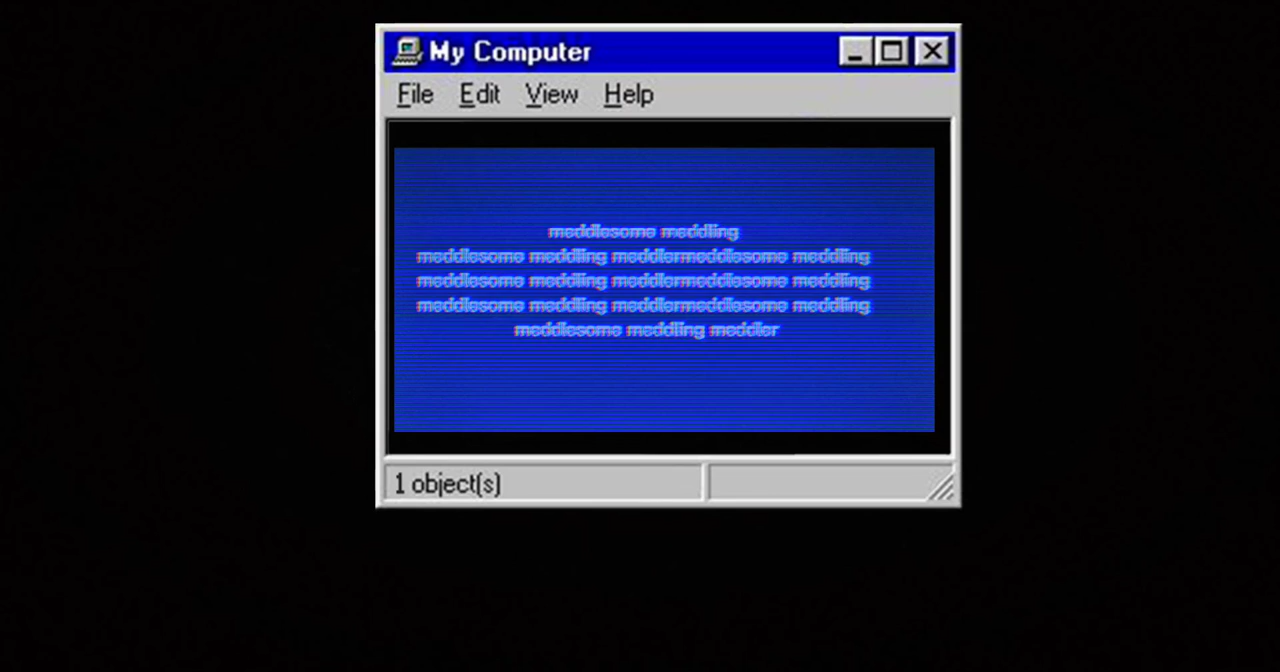 My Computer
File Edit View Help
meddlesome meddling
meddlesome meddling meddlermeddlesome meddling
meddlesome meddling meddlermeddlesome meddling
meddlesome meddling meddlermeddlesome meddling
meddlesome meddling meddler
1 object(s)